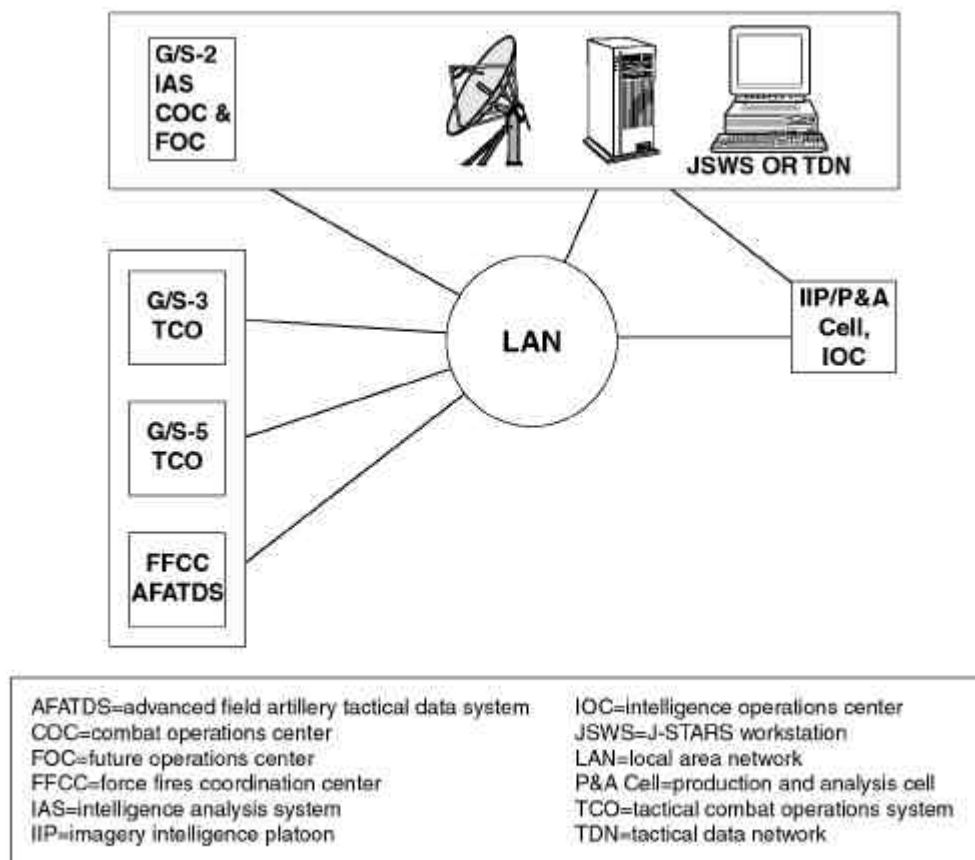 G/S-2
IAS
COC &
FOC
JSWS OR TDN
G/S-3
TCO
LAN
IIP/P&A
Cell,
IOC
G/S-5
TCO
FFCC
AFATDS
AFATDS=advanced field artillery tactical data system
COC=combat operations center
FOC=future operations center
FFCC=force fires coordination center
IAS=intelligence analysis system
IIP=imagery intelligence platoon
IOC=intelligence operations center
JSWS=J-STARS workstation
LAN=local area network
P&A Cell=production and analysis cell
TCO=tactical combat operations system
TDN=tactical data network